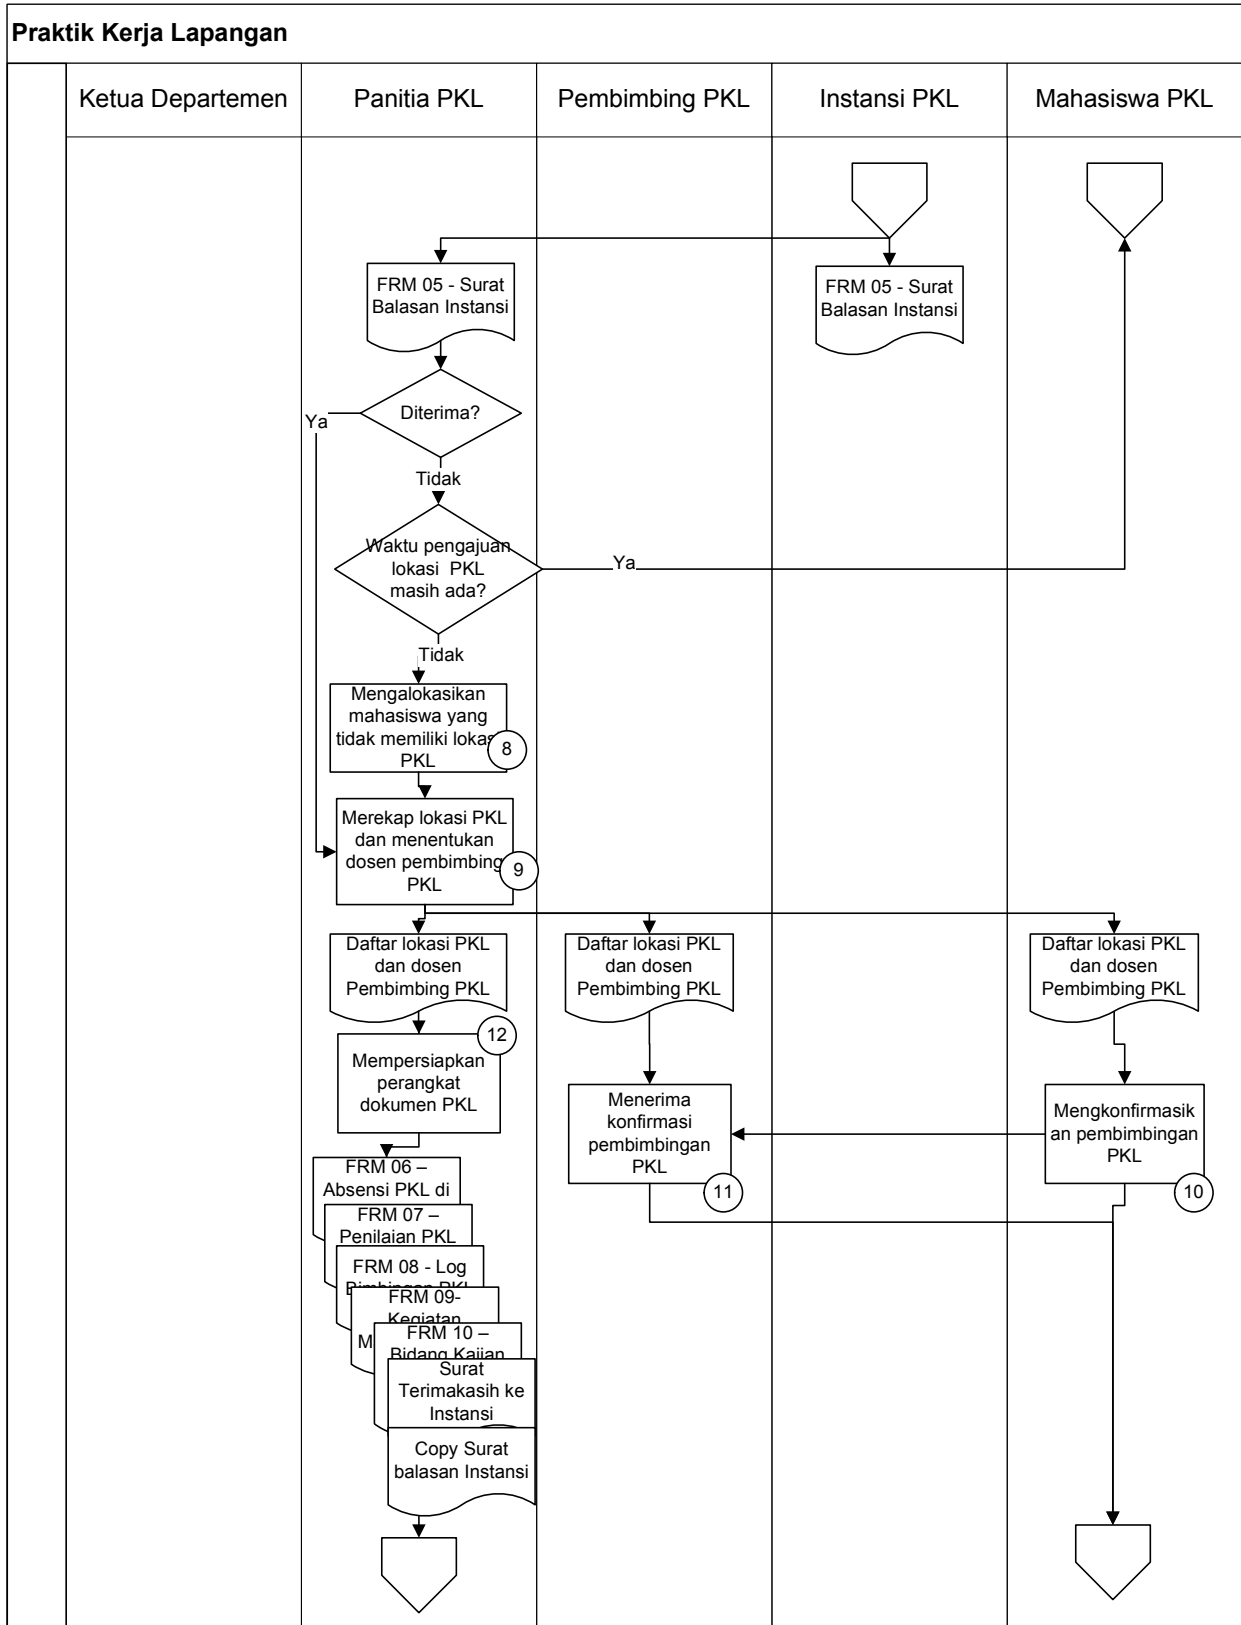 Praktik Kerja Lapangan
Ketua Departemen
Panitia PKL
Pembimbing PKL
Instansi PKL
Mahasiswa PKL
FRM 05 - Surat
Balasan Instansi
FRM 05 - Surat
Balasan Instansi
Diterima?
Ya
Tidak
Waktu pengajuan
lokasi PKL
masih ada?
Ya
Tidak
Mengalokasikan
mahasiswa yang
tidak memiliki lokasi
PKL
8
Merekap lokasi PKL
dan menentukan
dosen pembimbing
PKL
9
Daftar lokasi PKL
dan dosen
Pembimbing PKL
Daftar lokasi PKL
dan dosen
Pembimbing PKL
Daftar lokasi PKL
dan dosen
Pembimbing PKL
12
Mempersiapkan
perangkat
dokumen PKL
Menerima
konfirmasi
pembimbingan
PKL
11
Mengkonfirmasik
an pembimbingan
PKL
10
FRM 06 –
Absensi PKL di
FRM 07 –
Penilaian PKL
FRM 08 - Log
Bimbingan PKL
FRM 09-
Kegiatan
M
FRM 10 –
Bidang Kajian
Surat
Terimakasih ke
Instansi
Copy Surat
balasan Instansi